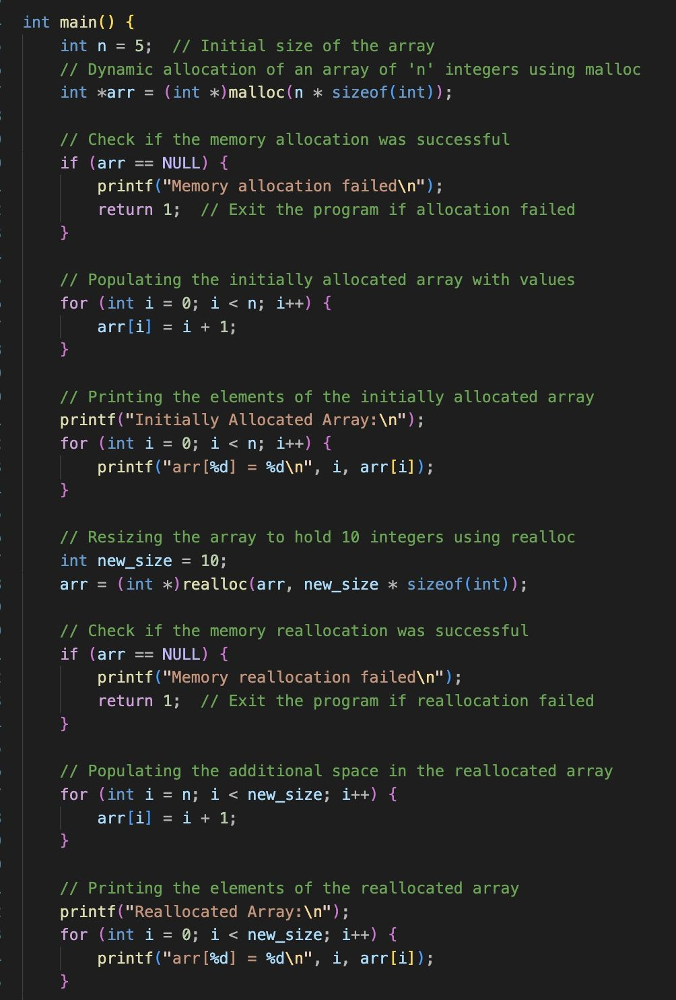 int main() {
    int n = 5;  // Initial size of the array
    // Dynamic allocation of an array of 'n' integers using malloc
    int *arr = (int *)malloc(n * sizeof(int));

    // Check if the memory allocation was successful
    if (arr == NULL) {
        printf("Memory allocation failed\n");
        return 1;  // Exit the program if allocation failed
    }

    // Populating the initially allocated array with values
    for (int i = 0; i < n; i++) {
        arr[i] = i + 1;
    }

    // Printing the elements of the initially allocated array
    printf("Initially Allocated Array:\n");
    for (int i = 0; i < n; i++) {
        printf("arr[%d] = %d\n", i, arr[i]);
    }

    // Resizing the array to hold 10 integers using realloc
    int new_size = 10;
    arr = (int *)realloc(arr, new_size * sizeof(int));

    // Check if the memory reallocation was successful
    if (arr == NULL) {
        printf("Memory reallocation failed\n");
        return 1;  // Exit the program if reallocation failed
    }

    // Populating the additional space in the reallocated array
    for (int i = n; i < new_size; i++) {
        arr[i] = i + 1;
    }

    // Printing the elements of the reallocated array
    printf("Reallocated Array:\n");
    for (int i = 0; i < new_size; i++) {
        printf("arr[%d] = %d\n", i, arr[i]);
    }